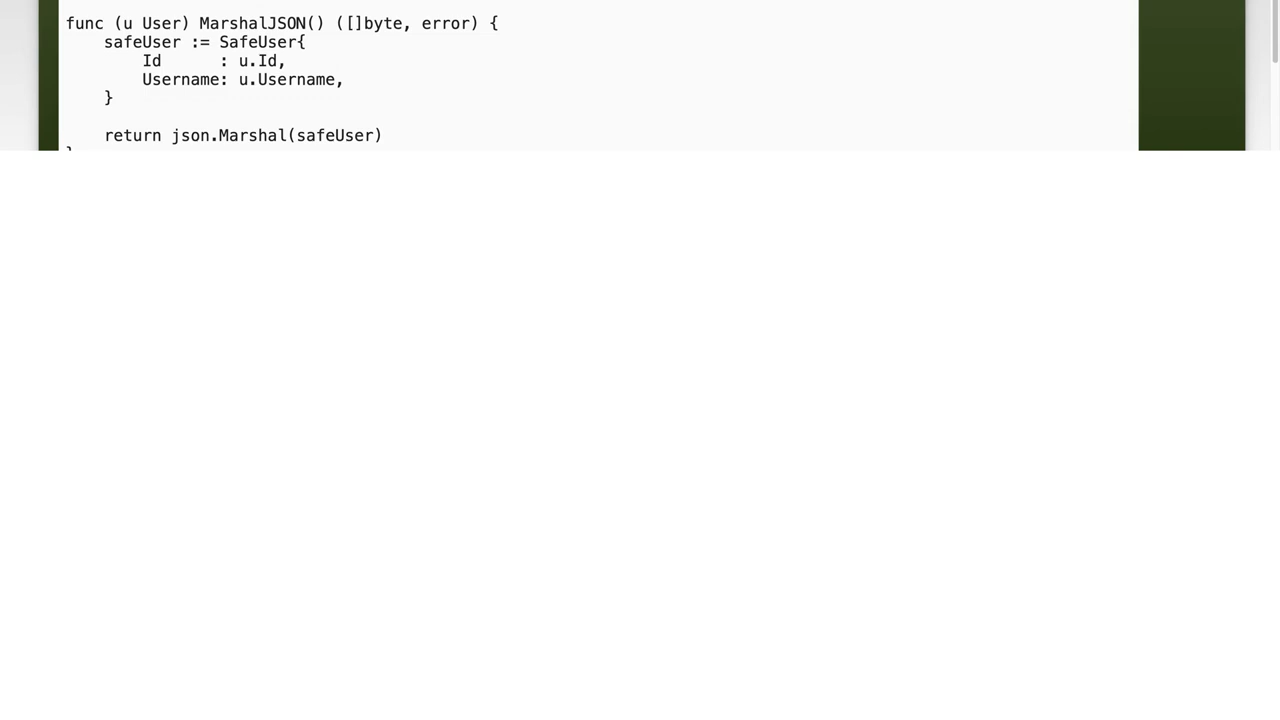 func (u User) MarshalJSON() ([]byte, error) {
    safeUser := SafeUser{
        Id      : u.Id,
        Username: u.Username,
    }

    return json.Marshal(safeUser)
}